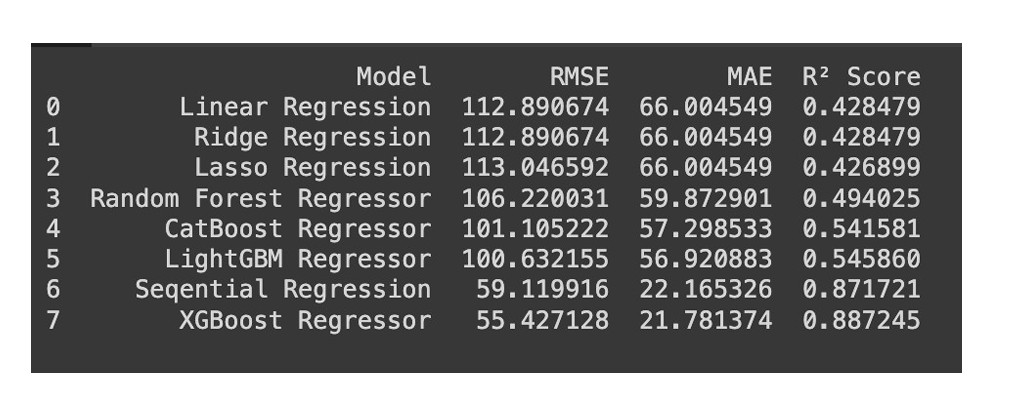 Model RMSE MAE R² Score
0 Linear Regression 112.890674 66.004549 0.428479
1 Ridge Regression 112.890674 66.004549 0.428479
2 Lasso Regression 113.046592 66.004549 0.426899
3 Random Forest Regressor 106.220031 59.872901 0.494025
4 CatBoost Regressor 101.105222 57.298533 0.541581
5 LightGBM Regressor 100.632155 56.920883 0.545860
6 Seqential Regression 59.119916 22.165326 0.871721
7 XGBoost Regressor 55.427128 21.781374 0.887245